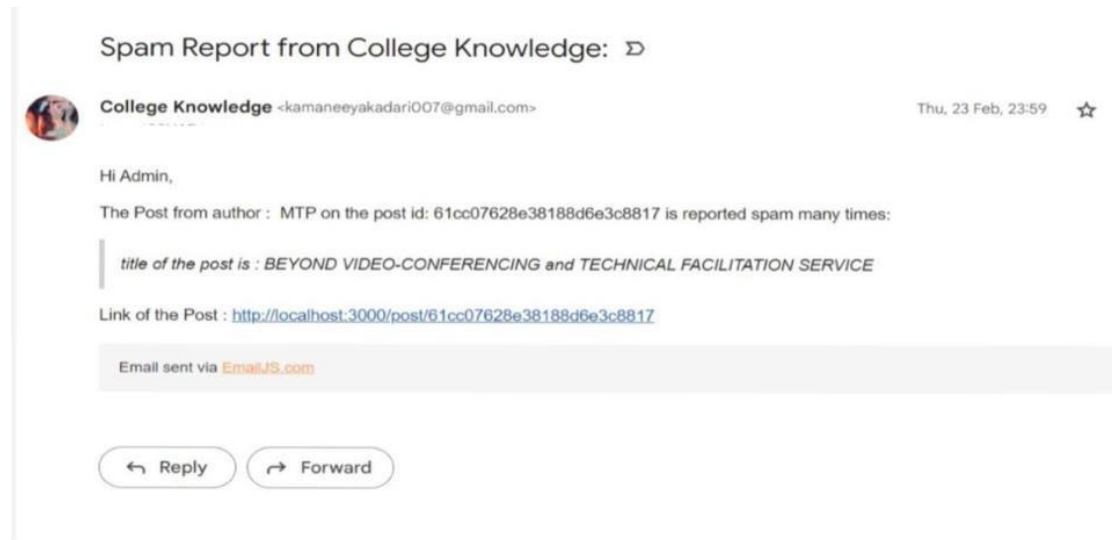 Spam Report from College Knowledge:
College Knowledge <kamaneeyakadari007@gmail.com>
Thu, 23 Feb, 23:59
Hi Admin,
The Post from author : MTP on the post id: 61cc07628e38188d6e3c8817 is reported spam many times:
title of the post is : BEYOND VIDEO-CONFERENCING and TECHNICAL FACILITATION SERVICE
Link of the Post : http://localhost:3000/post/61cc07628e38188d6e3c8817
Email sent via EmailJS.com
Reply
Forward